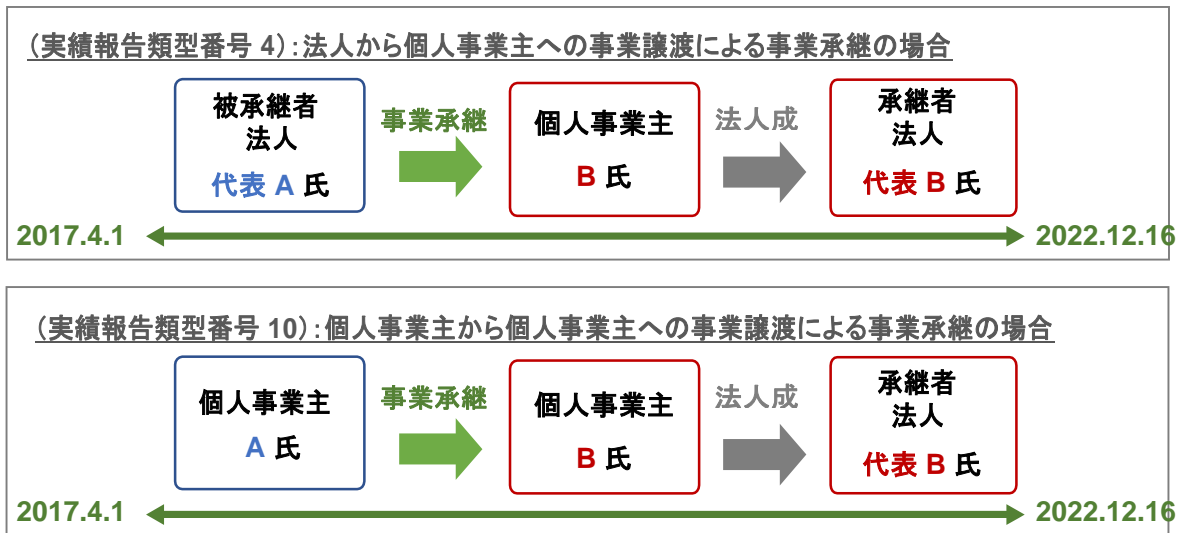 （実績報告類型番号 4）：法人から個人事業主への事業譲渡による事業承継の場合
被承継者
法人
代表 A 氏
事業承継
個人事業主
B 氏
法人成
承継者
法人
代表 B 氏
2017.4.1
2022.12.16
（実績報告類型番号 10）：個人事業主から個人事業主への事業譲渡による事業承継の場合
個人事業主
A 氏
事業承継
個人事業主
B 氏
法人成
承継者
法人
代表 B 氏
2017.4.1
2022.12.16